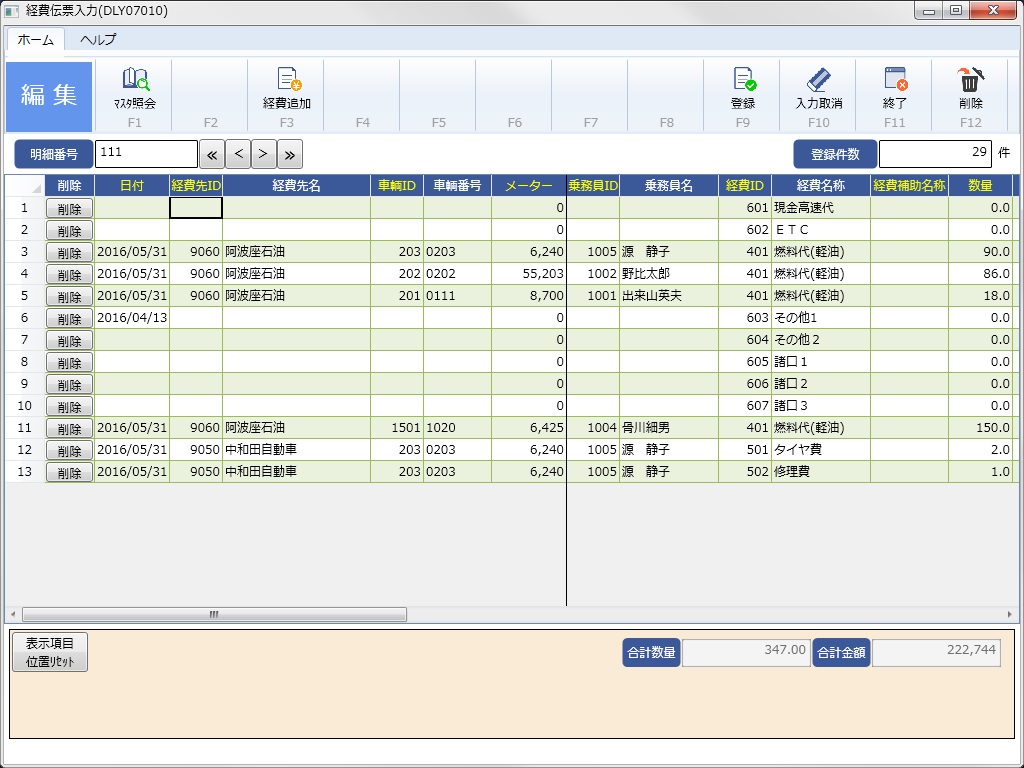 経費伝票入力(DLY07010)
ホーム ヘルプ
編集
ﾏｽﾀ照会 経費追加 登録 入力取消 終了 削除
F1 F2 F3 F4 F5 F6 F7 F8 F9 F10 F11 F12
明細番号 111 « < > » 登録件数 29 件
削除 日付 経費先ID 経費先名 車輌ID 車輌番号 メーター 乗務員ID 乗務員名 経費ID 経費名称 経費補助名称 数量
1 削除 0 601 現金高速代 0.0
2 削除 0 602 ＥＴＣ 0.0
3 削除 2016/05/31 9060 阿波座石油 203 0203 6,240 1005 源　静子 401 燃料代(軽油) 90.0
4 削除 2016/05/31 9060 阿波座石油 202 0202 55,203 1002 野比太郎 401 燃料代(軽油) 86.0
5 削除 2016/05/31 9060 阿波座石油 201 0111 8,700 1001 出来山英夫 401 燃料代(軽油) 18.0
6 削除 2016/04/13 0 603 その他1 0.0
7 削除 0 604 その他２ 0.0
8 削除 0 605 諸口１ 0.0
9 削除 0 606 諸口２ 0.0
10 削除 0 607 諸口３ 0.0
11 削除 2016/05/31 9060 阿波座石油 1501 1020 6,425 1004 骨川細男 401 燃料代(軽油) 150.0
12 削除 2016/05/31 9050 中和田自動車 203 0203 6,240 1005 源　静子 501 タイヤ費 2.0
13 削除 2016/05/31 9050 中和田自動車 203 0203 6,240 1005 源　静子 502 修理費 1.0
表示項目
位置ﾘｾｯﾄ
合計数量 347.00 合計金額 222,744